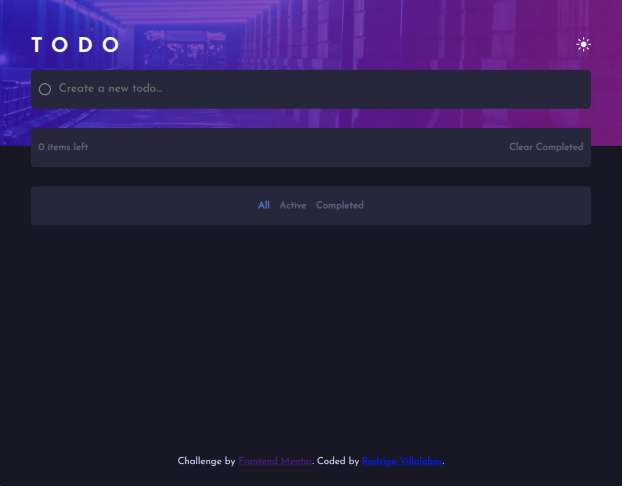 TODO
Create a new todo...
0 items left Clear Completed
All Active Completed
Challenge by Frontend Mentor. Coded by Rodrigo Villalobos.